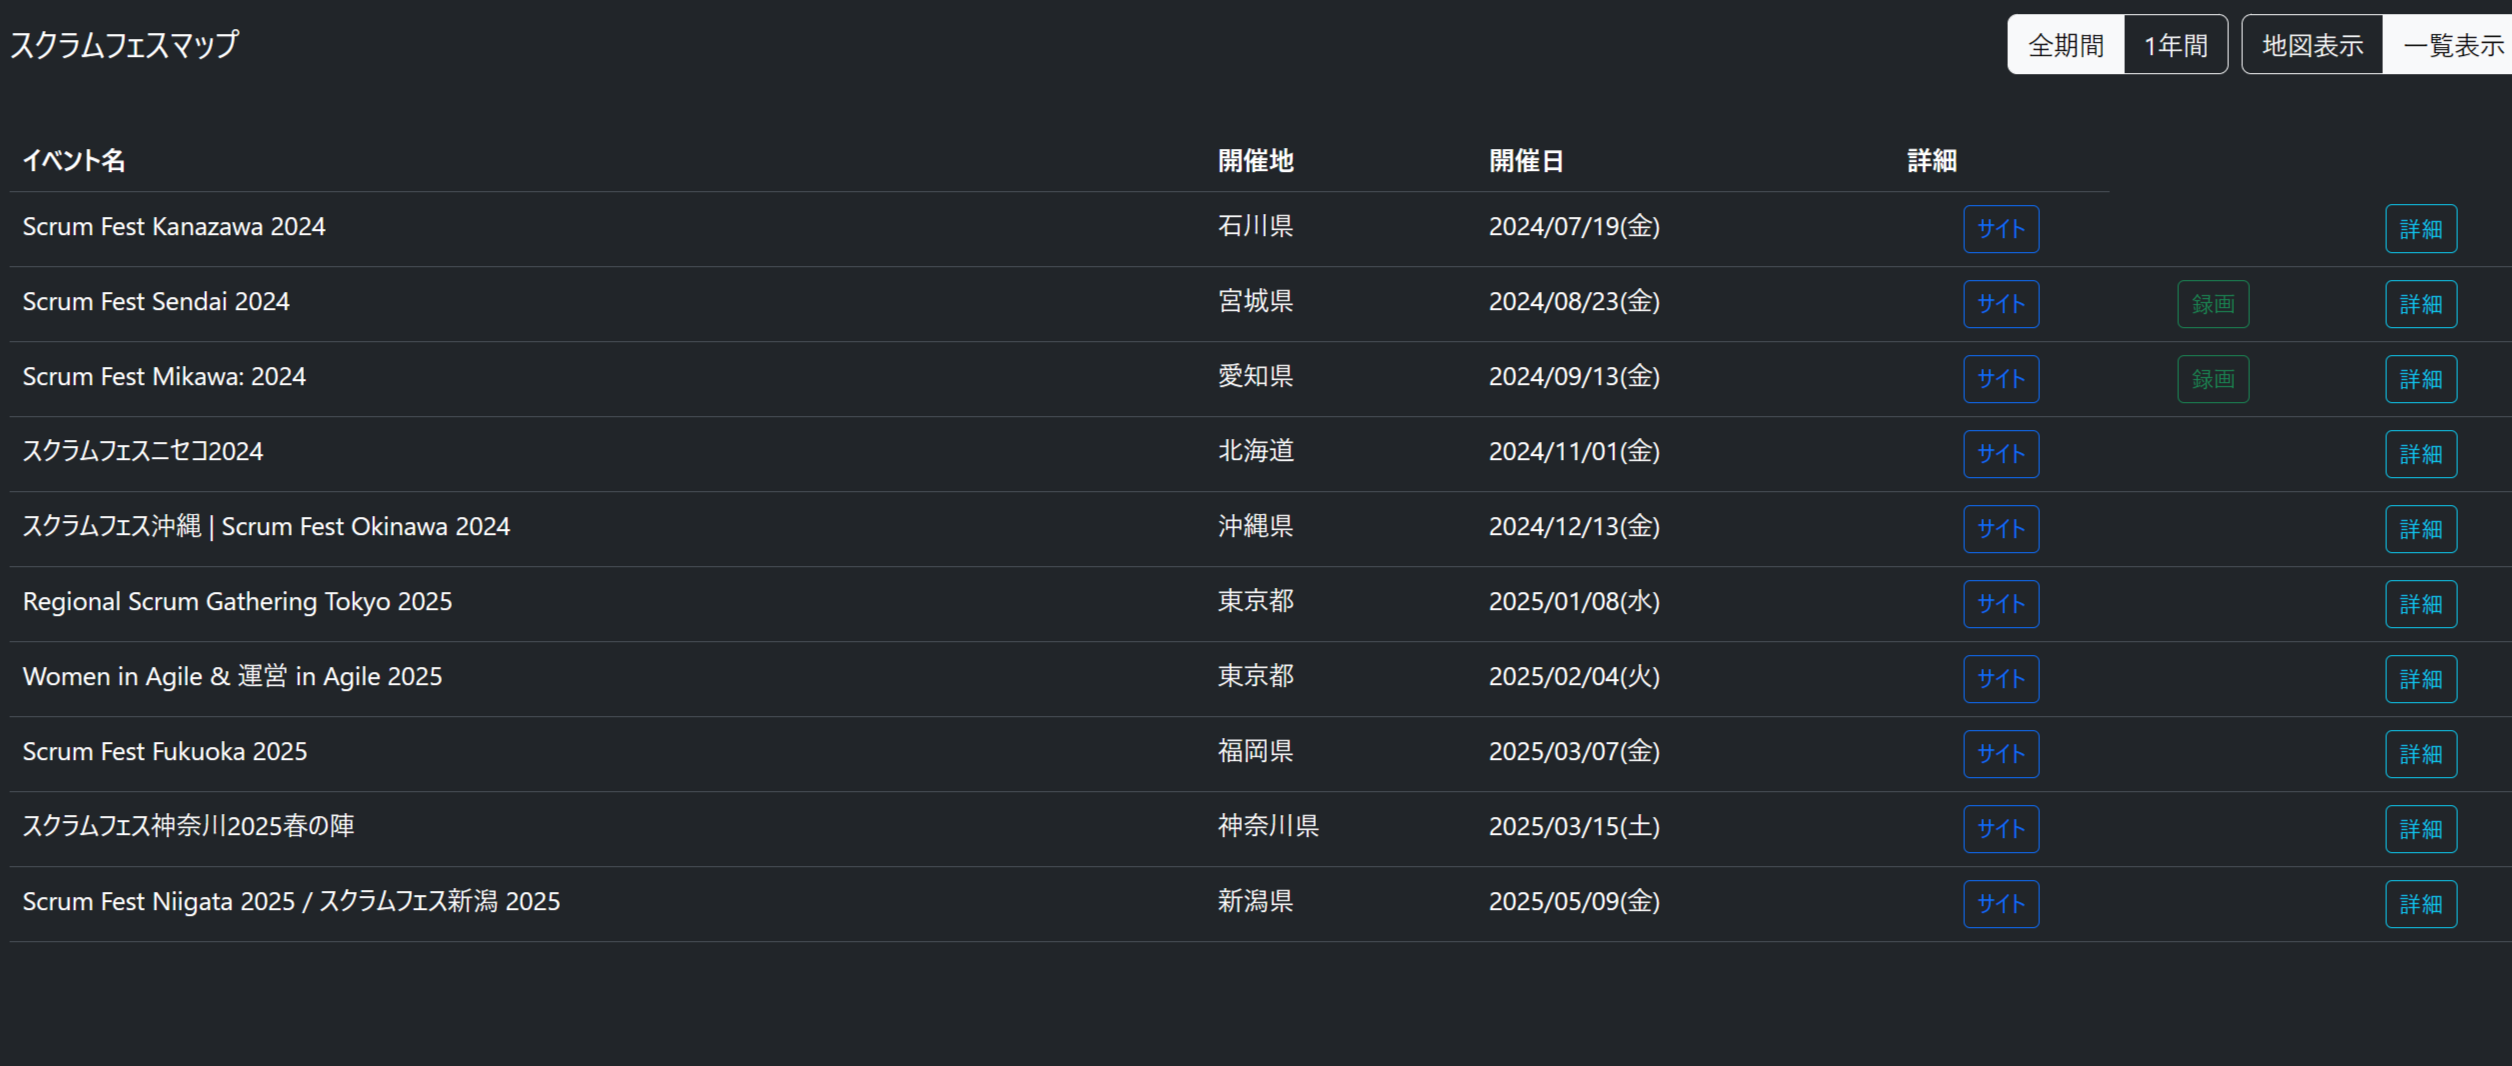 スクラムフェスマップ 全期間 1年間 地図表示 一覧表示
イベント名 開催地 開催日 詳細
Scrum Fest Kanazawa 2024 石川県 2024/07/19(金) サイト 詳細
Scrum Fest Sendai 2024 宮城県 2024/08/23(金) サイト 録画 詳細
Scrum Fest Mikawa: 2024 愛知県 2024/09/13(金) サイト 録画 詳細
スクラムフェスニセコ2024 北海道 2024/11/01(金) サイト 詳細
スクラムフェス沖縄 | Scrum Fest Okinawa 2024 沖縄県 2024/12/13(金) サイト 詳細
Regional Scrum Gathering Tokyo 2025 東京都 2025/01/08(水) サイト 詳細
Women in Agile & 運営 in Agile 2025 東京都 2025/02/04(火) サイト 詳細
Scrum Fest Fukuoka 2025 福岡県 2025/03/07(金) サイト 詳細
スクラムフェス神奈川2025春の陣 神奈川県 2025/03/15(土) サイト 詳細
Scrum Fest Niigata 2025 / スクラムフェス新潟 2025 新潟県 2025/05/09(金) サイト 詳細